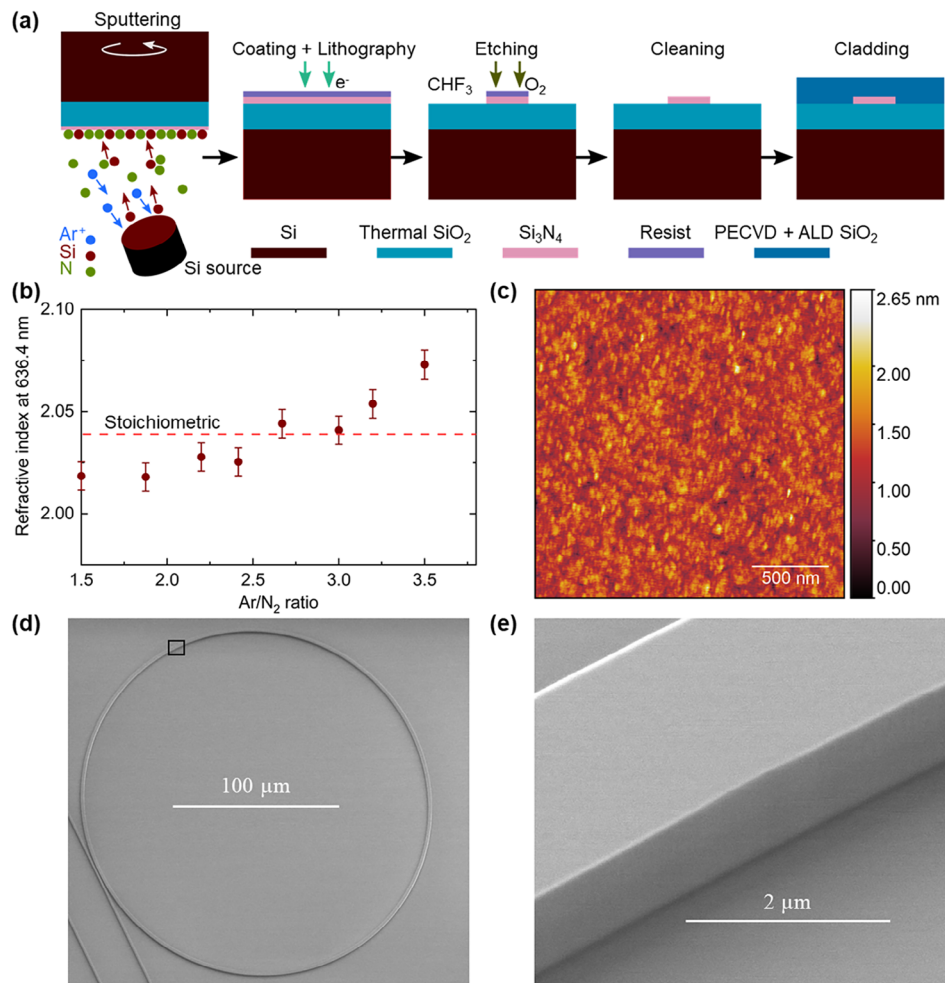 (a)
Sputtering
Coating + Lithography
Etching
Cleaning
Cladding
e-
CHF3
O2
Ar+
Si
N
Si source
Si
Thermal SiO2
Si3N4
Resist
PECVD + ALD SiO2
(b)
2.10
2.05
2.00
Refractive index at 636.4 nm
Stoichiometric
1.5
2.0
2.5
3.0
3.5
Ar/N2 ratio
(c)
2.65 nm
2.00
1.50
1.00
0.50
0.00
500 nm
(d)
100 µm
(e)
2 µm